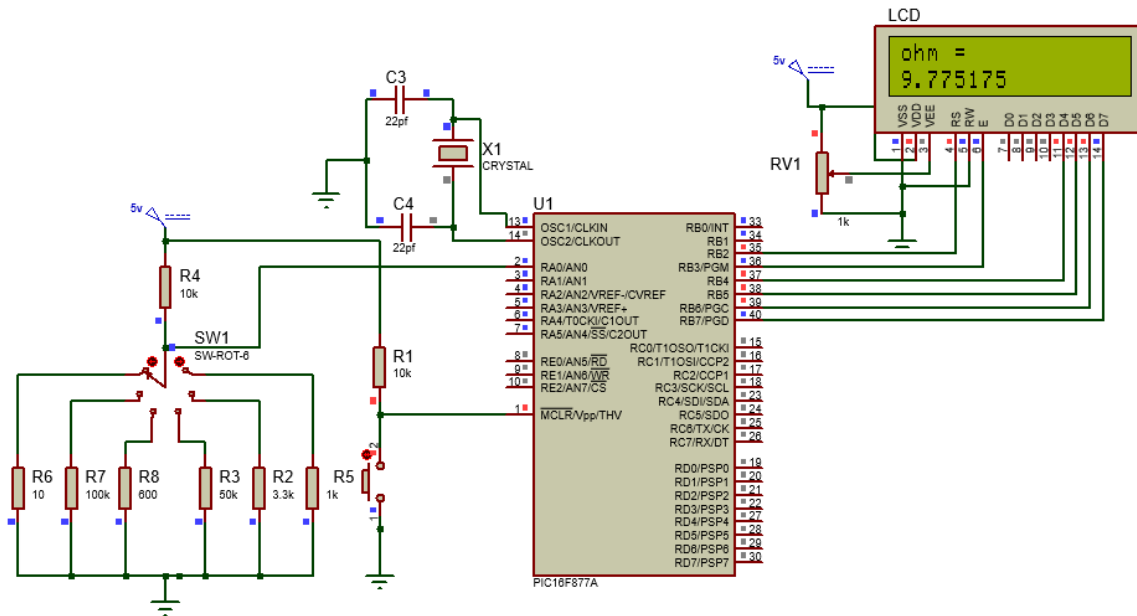 LCD
ohm =
9.775175
5v
VSS
VDD
VEE
RS
RW
E
D0
D1
D2
D3
D4
D5
D6
D7
1
2
3
4
5
6
7
8
9
10
11
12
13
14
RV1
1k
C3
22pf
X1
CRYSTAL
C4
22pf
5v
R4
10k
SW1
SW-ROT-6
R1
10k
R6
10
R7
100k
R8
600
R3
50k
R2
3.3k
R5
1k
2
1
U1
13 OSC1/CLKIN
14 OSC2/CLKOUT
2 RA0/AN0
3 RA1/AN1
4 RA2/AN2/VREF-/CVREF
5 RA3/AN3/VREF+
6 RA4/T0CKI/C1OUT
7 RA5/AN4/SS/C2OUT
8 RE0/AN5/RD
9 RE1/AN6/WR
10 RE2/AN7/CS
1 MCLR/Vpp/THV
RB0/INT 33
RB1 34
RB2 35
RB3/PGM 36
RB4 37
RB5 38
RB6/PGC 39
RB7/PGD 40
RC0/T1OSO/T1CKI 15
RC1/T1OSI/CCP2 16
RC2/CCP1 17
RC3/SCK/SCL 18
RC4/SDI/SDA 23
RC5/SDO 24
RC6/TX/CK 25
RC7/RX/DT 26
RD0/PSP0 19
RD1/PSP1 20
RD2/PSP2 21
RD3/PSP3 22
RD4/PSP4 27
RD5/PSP5 28
RD6/PSP6 29
RD7/PSP7 30
PIC16F877A